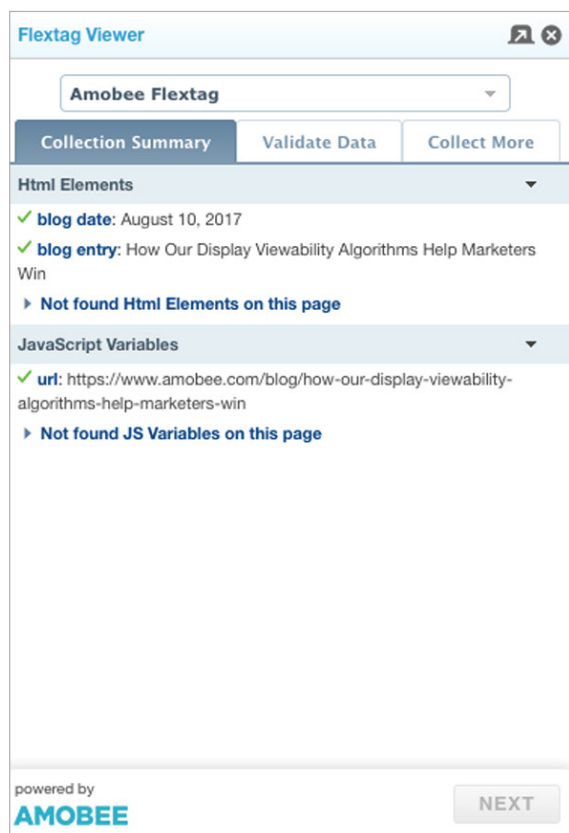 Flextag Viewer
Amobee Flextag
Collection Summary
Validate Data
Collect More
Html Elements
blog date: August 10, 2017
blog entry: How Our Display Viewability Algorithms Help Marketers
Win
Not found Html Elements on this page
JavaScript Variables
url: https://www.amobee.com/blog/how-our-display-viewability-
algorithms-help-marketers-win
Not found JS Variables on this page
powered by
AMOBEE
NEXT